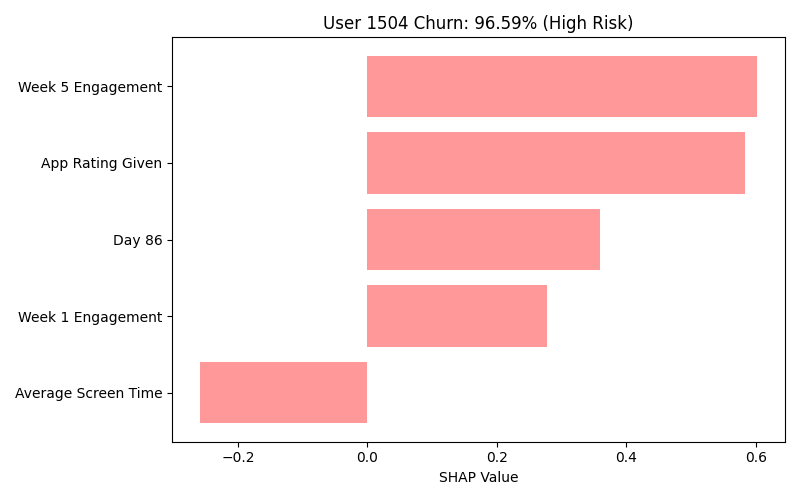 User 1504 Churn: 96.59% (High Risk)
Week 5 Engagement
App Rating Given
Day 86
Week 1 Engagement
Average Screen Time
−0.2 0.0 0.2 0.4 0.6
SHAP Value